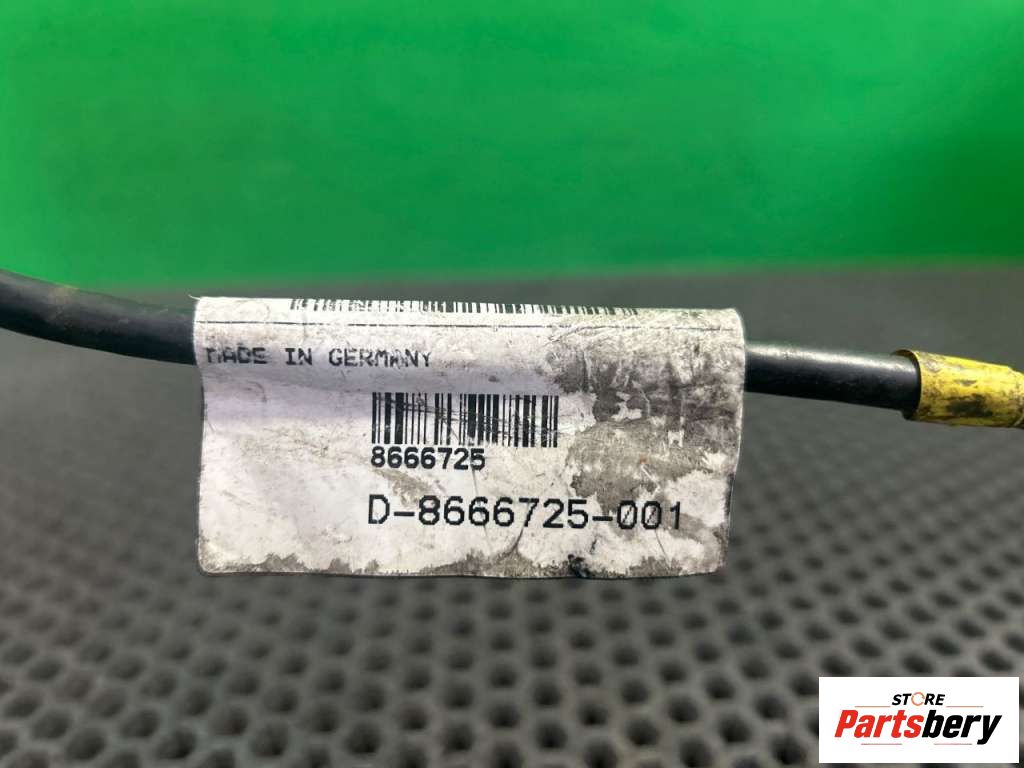 MADE IN GERMANY
8666725
D-8666725-001
STORE
Partsbery